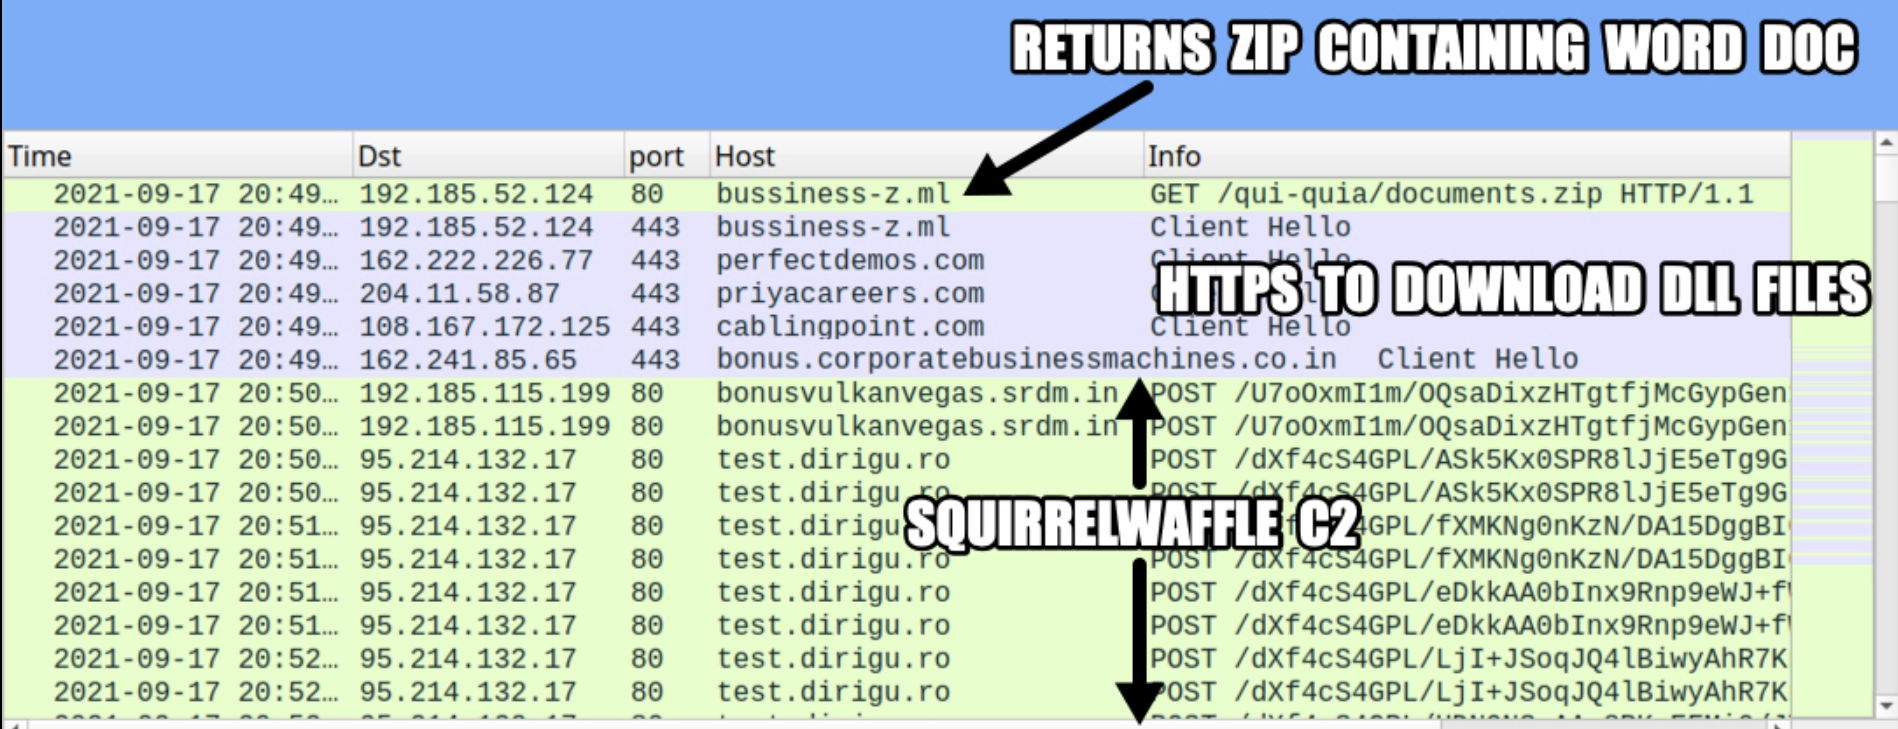 RETURNS ZIP CONTAINING WORD DOC
Time Dst port Host Info
2021-09-17 20:49… 192.185.52.124 80 bussiness-z.ml GET /qui-quia/documents.zip HTTP/1.1
2021-09-17 20:49… 192.185.52.124 443 bussiness-z.ml Client Hello
2021-09-17 20:49… 162.222.226.77 443 perfectdemos.com Client Hello
HTTPS TO DOWNLOAD DLL FILES
2021-09-17 20:49… 204.11.58.87 443 priyacareers.com
2021-09-17 20:49… 108.167.172.125 443 cablingpoint.com Client Hello
2021-09-17 20:49… 162.241.85.65 443 bonus.corporatebusinessmachines.co.in Client Hello
2021-09-17 20:50… 192.185.115.199 80 bonusvulkanvegas.srdm.in POST /U7oOxmI1m/OQsaDixzHTgtfjMcGypGen
2021-09-17 20:50… 192.185.115.199 80 bonusvulkanvegas.srdm.in POST /U7oOxmI1m/OQsaDixzHTgtfjMcGypGen
2021-09-17 20:50… 95.214.132.17 80 test.dirigu.ro POST /dXf4cS4GPL/ASk5Kx0SPR8lJjE5eTg9G
2021-09-17 20:50… 95.214.132.17 80 test.dirigu.ro POST /dXf4cS4GPL/ASk5Kx0SPR8lJjE5eTg9G
SQUIRRELWAFFLE C2
2021-09-17 20:51… 95.214.132.17 80 test.dirigu 4GPL/fXMKNg0nKzN/DA15DggBI
2021-09-17 20:51… 95.214.132.17 80 test.dirigu.ro POST /dXf4cS4GPL/fXMKNg0nKzN/DA15DggBI
2021-09-17 20:51… 95.214.132.17 80 test.dirigu.ro POST /dXf4cS4GPL/eDkkAA0bInx9Rnp9eWJ+f
2021-09-17 20:51… 95.214.132.17 80 test.dirigu.ro POST /dXf4cS4GPL/eDkkAA0bInx9Rnp9eWJ+f
2021-09-17 20:52… 95.214.132.17 80 test.dirigu.ro POST /dXf4cS4GPL/LjI+JSoqJQ4lBiwyAhR7K
2021-09-17 20:52… 95.214.132.17 80 test.dirigu.ro POST /dXf4cS4GPL/LjI+JSoqJQ4lBiwyAhR7K